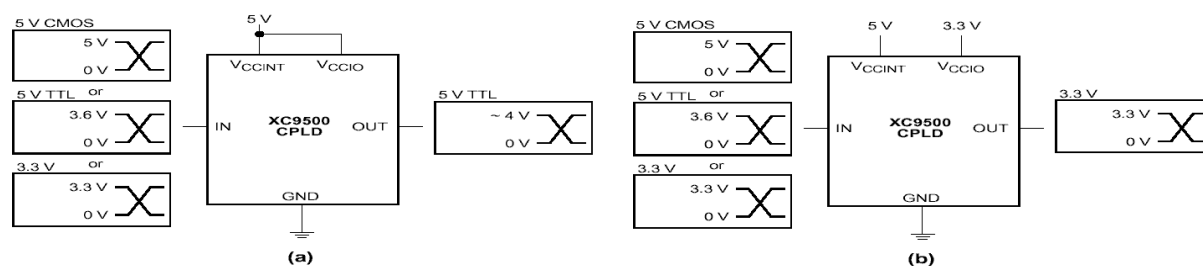 5 V CMOS
5 V
0 V
or
5 V TTL
3.6 V
0 V
or
3.3 V
3.3 V
0 V
5 V
VCCINT VCCIO
IN XC9500 CPLD OUT
GND
5 V TTL
~ 4 V
0 V
(a)
5 V CMOS
5 V
0 V
or
5 V TTL
3.6 V
0 V
or
3.3 V
3.3 V
0 V
5 V 3.3 V
VCCINT VCCIO
IN XC9500 CPLD OUT
GND
3.3 V
3.3 V
0 V
(b)